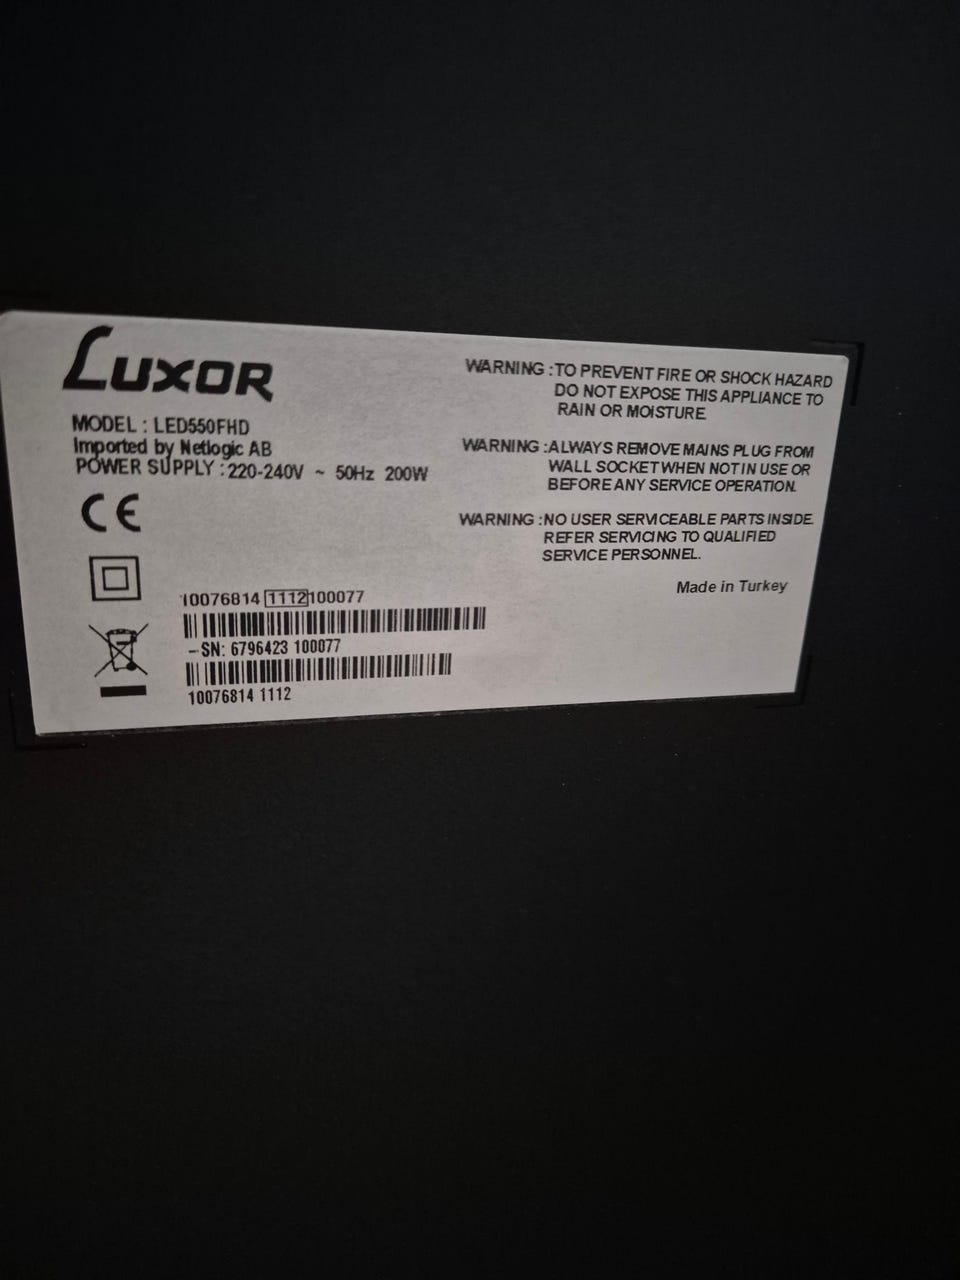 LUXOR
MODEL : LED550FHD
Imported by Netlogic AB
POWER SUPPLY : 220-240V ~ 50Hz 200W
CE
10076814 1112 100077
-SN: 6796423 100077
10076814 1112
WARNING :TO PREVENT FIRE OR SHOCK HAZARD
DO NOT EXPOSE THIS APPLIANCE TO
RAIN OR MOISTURE
WARNING :ALWAYS REMOVE MAINS PLUG FROM
WALL SOCKET WHEN NOT IN USE OR
BEFORE ANY SERVICE OPERATION.
WARNING :NO USER SERVICEABLE PARTS INSIDE.
REFER SERVICING TO QUALIFIED
SERVICE PERSONNEL.
Made in Turkey